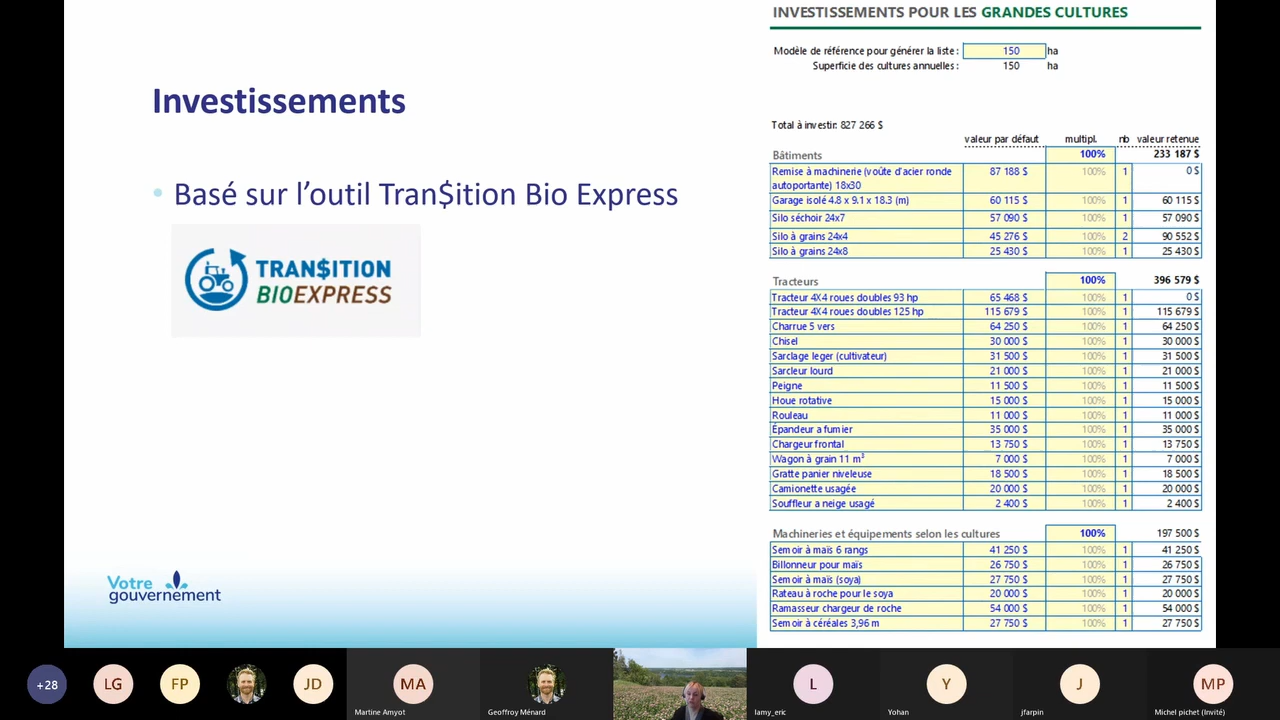 INVESTISSEMENTS POUR LES GRANDES CULTURES
Modèle de référence pour générer la liste : 150 ha
Superficie des cultures annuelles : 150 ha
Investissements
• Basé sur l'outil Tran$ition Bio Express
TRAN$ITION
BIOEXPRESS
Total à investir: 827 266 $
valeur par défaut multipl. nb valeur retenue
Bâtiments 100% 233 187 $
Remise à machinerie (voûte d'acier ronde 87 188 $ 100% 1 0 $
autoportante) 18x30
Garage isolé 4.8 x 9.1 x 18.3 (m) 60 115 $ 100% 1 60 115 $
Silo séchoir 24x7 57 090 $ 100% 1 57 090 $
Silo à grains 24x4 45 276 $ 100% 2 90 552 $
Silo à grains 24x8 25 430 $ 100% 1 25 430 $
Tracteurs 100% 396 579 $
Tracteur 4X4 roues doubles 93 hp 65 468 $ 100% 1 0 $
Tracteur 4X4 roues doubles 125 hp 115 679 $ 100% 1 115 679 $
Charrue 5 vers 64 250 $ 100% 1 64 250 $
Chisel 30 000 $ 100% 1 30 000 $
Sarclage leger (cultivateur) 31 500 $ 100% 1 31 500 $
Sarcleur lourd 21 000 $ 100% 1 21 000 $
Peigne 11 500 $ 100% 1 11 500 $
Houe rotative 15 000 $ 100% 1 15 000 $
Rouleau 11 000 $ 100% 1 11 000 $
Épandeur a fumier 35 000 $ 100% 1 35 000 $
Chargeur frontal 13 750 $ 100% 1 13 750 $
Wagon à grain 11 m³ 7 000 $ 100% 1 7 000 $
Gratte panier niveleuse 18 500 $ 100% 1 18 500 $
Camionette usagée 20 000 $ 100% 1 20 000 $
Souffleur a neige usagé 2 400 $ 100% 1 2 400 $
Machineries et équipements selon les cultures 100% 197 500 $
Semoir à maïs 6 rangs 41 250 $ 100% 1 41 250 $
Billonneur pour maïs 26 750 $ 100% 1 26 750 $
Semoir à maïs (soya) 27 750 $ 100% 1 27 750 $
Rateau à roche pour le soya 20 000 $ 100% 1 20 000 $
Ramasseur chargeur de roche 54 000 $ 100% 1 54 000 $
Semoir à céréales 3,96 m 27 750 $ 100% 1 27 750 $
Votre
gouvernement
+28 LG FP JD MA L Y J MP
Martine Amyot Geoffroy Ménard lamy_eric Yohan jfarpin Michel pichet (Invité)